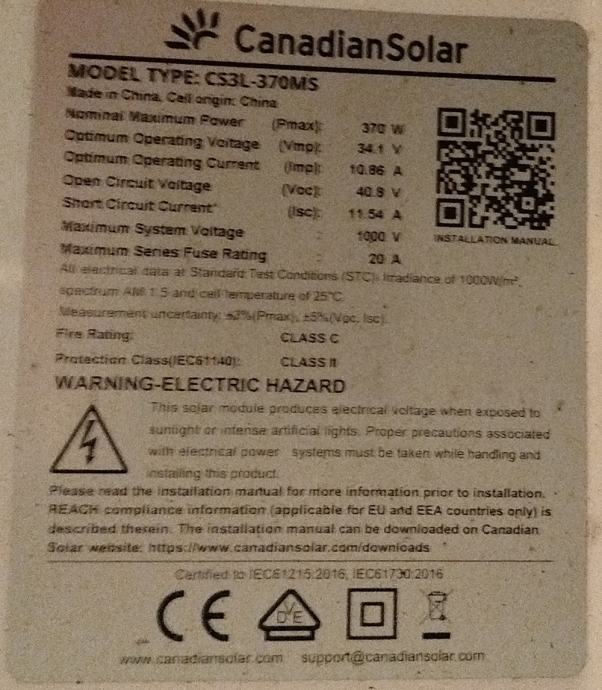 CanadianSolar
MODEL TYPE: CS3L-370MS
Made in China, Cell origin: China
Nominal Maximum Power (Pmax): 370 W
Optimum Operating Voltage (Vmp): 34.1 V
Optimum Operating Current (Imp): 10.86 A
Open Circuit Voltage (Voc): 40.8 V
Short Circuit Current (Isc): 11.54 A
Maximum System Voltage : 1000 V
Maximum Series Fuse Rating : 20 A
INSTALLATION MANUAL
All electrical data at Standard Test Conditions (STC): Irradiance of 1000W/m²,
spectrum AM 1.5 and cell temperature of 25°C.
Measurement uncertainty: ±3%(Pmax), ±5%(Voc, Isc).
Fire Rating: CLASS C
Protection Class(IEC61140): CLASS II
WARNING-ELECTRIC HAZARD
This solar module produces electrical voltage when exposed to
sunlight or intense artificial lights. Proper precautions associated
with electrical power systems must be taken while handling and
installing this product.
Please read the installation manual for more information prior to installation.
REACH compliance information (applicable for EU and EEA countries only) is
described therein. The installation manual can be downloaded on Canadian
Solar website: https://www.canadiansolar.com/downloads
Certified to IEC61215:2016, IEC61730:2016
CE DVE
www.canadiansolar.com support@canadiansolar.com